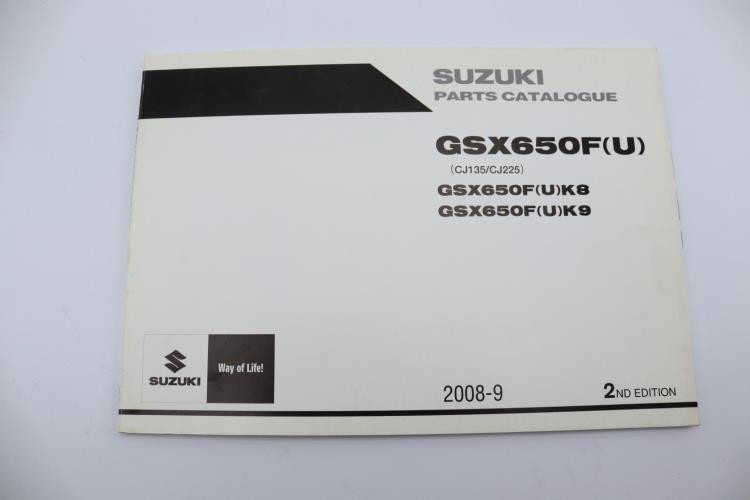 SUZUKI
PARTS CATALOGUE
GSX650F(U)
(CJ135/CJ225)
GSX650F(U)K8
GSX650F(U)K9
SUZUKI
Way of Life!
2008-9
2ND EDITION